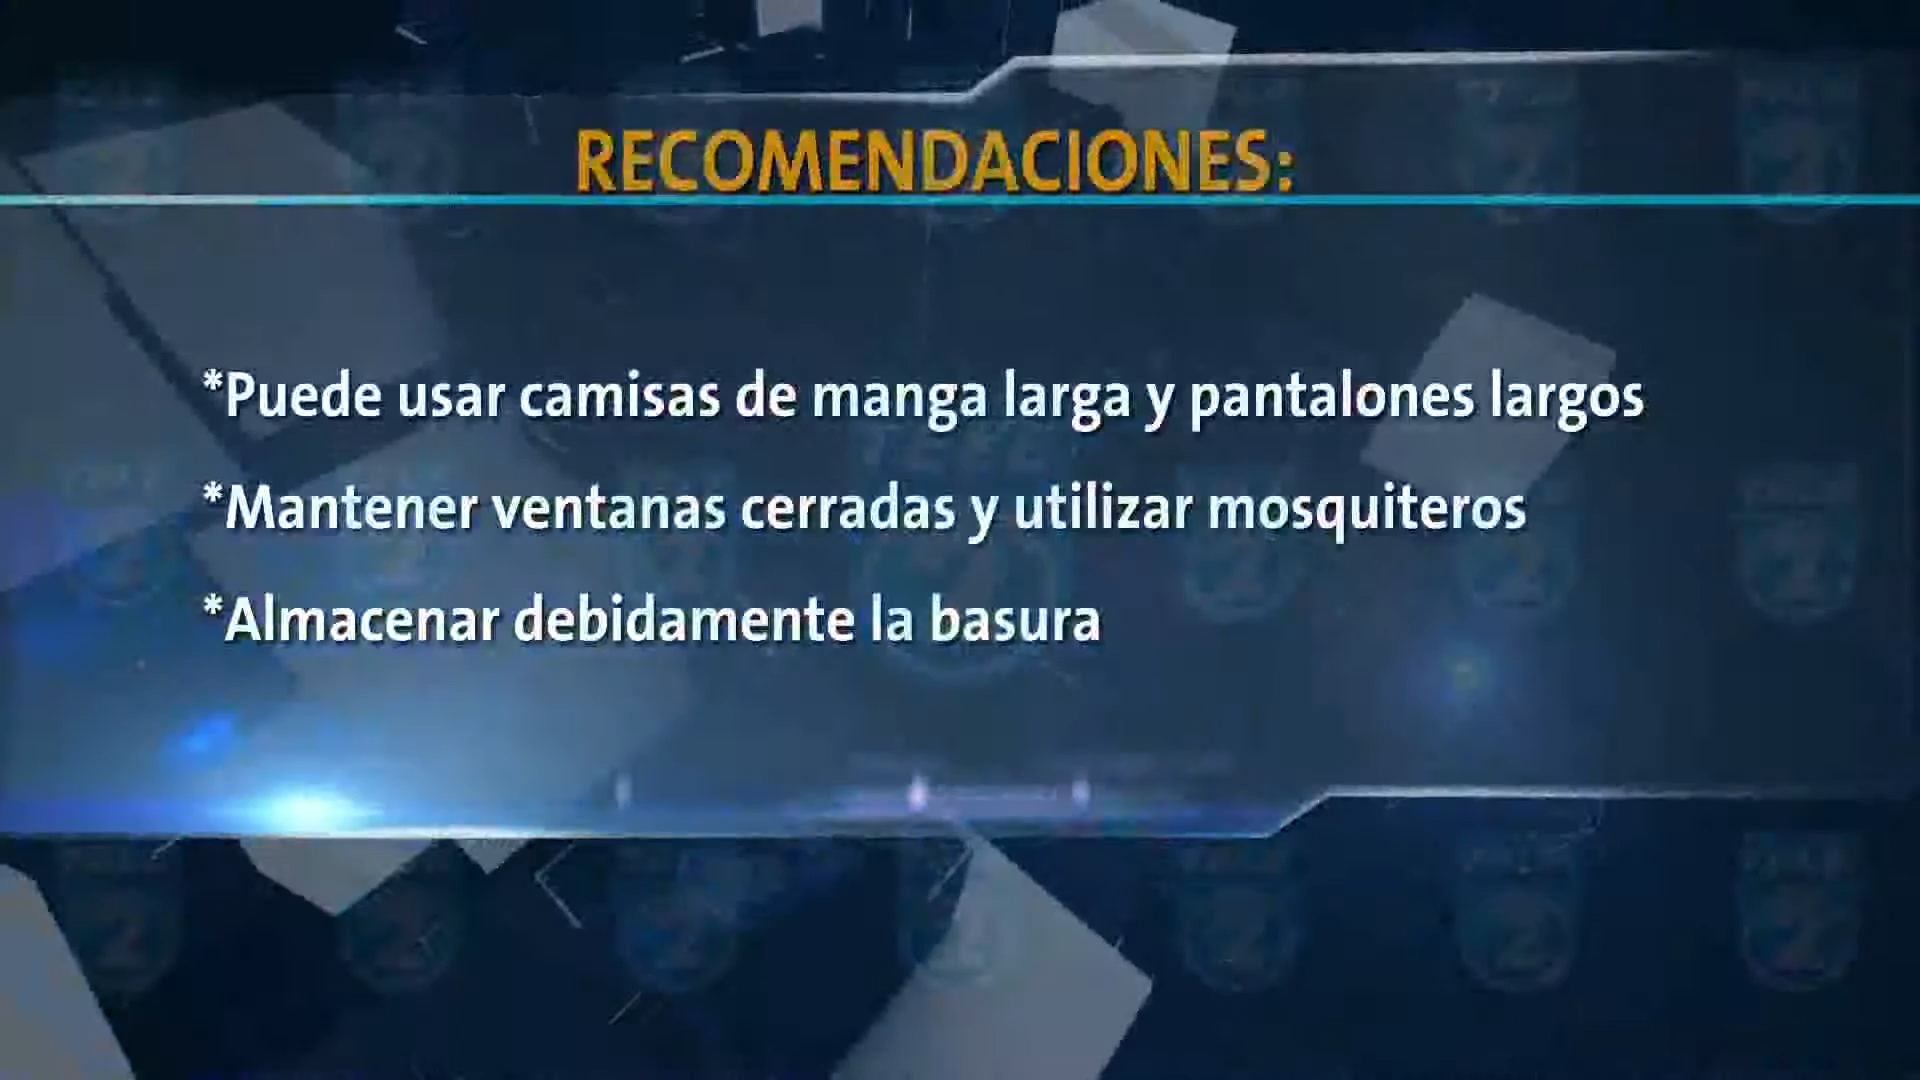 RECOMENDACIONES:
*Puede usar camisas de manga larga y pantalones largos
*Mantener ventanas cerradas y utilizar mosquiteros
*Almacenar debidamente la basura